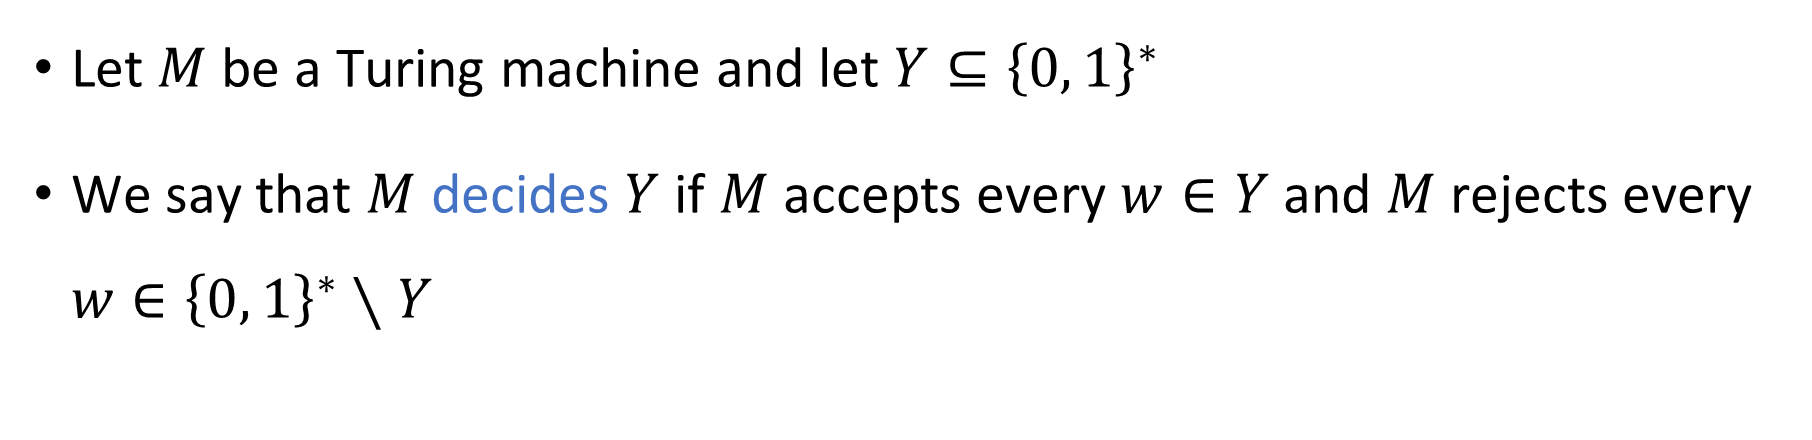 • Let 𝑀 be a Turing machine and let 𝑌 ⊆ {0, 1}*
• We say that 𝑀 decides 𝑌 if 𝑀 accepts every 𝑤 ∈ 𝑌 and 𝑀 rejects every
𝑤 ∈ {0, 1}* \ 𝑌